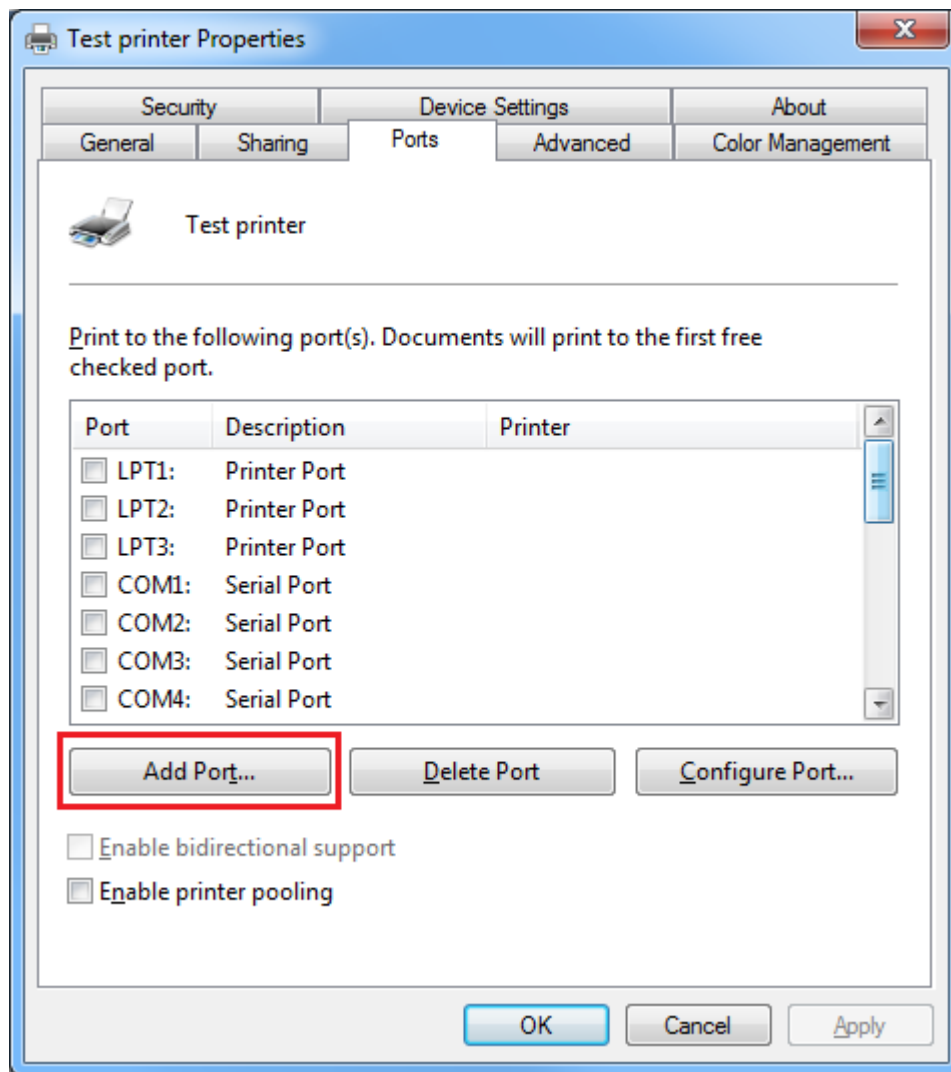 Test printer Properties
Security Device Settings About
General Sharing Ports Advanced Color Management
Test printer
Print to the following port(s). Documents will print to the first free
checked port.
Port Description Printer
LPT1: Printer Port
LPT2: Printer Port
LPT3: Printer Port
COM1: Serial Port
COM2: Serial Port
COM3: Serial Port
COM4: Serial Port
Add Port... Delete Port Configure Port...
Enable bidirectional support
Enable printer pooling
OK Cancel Apply